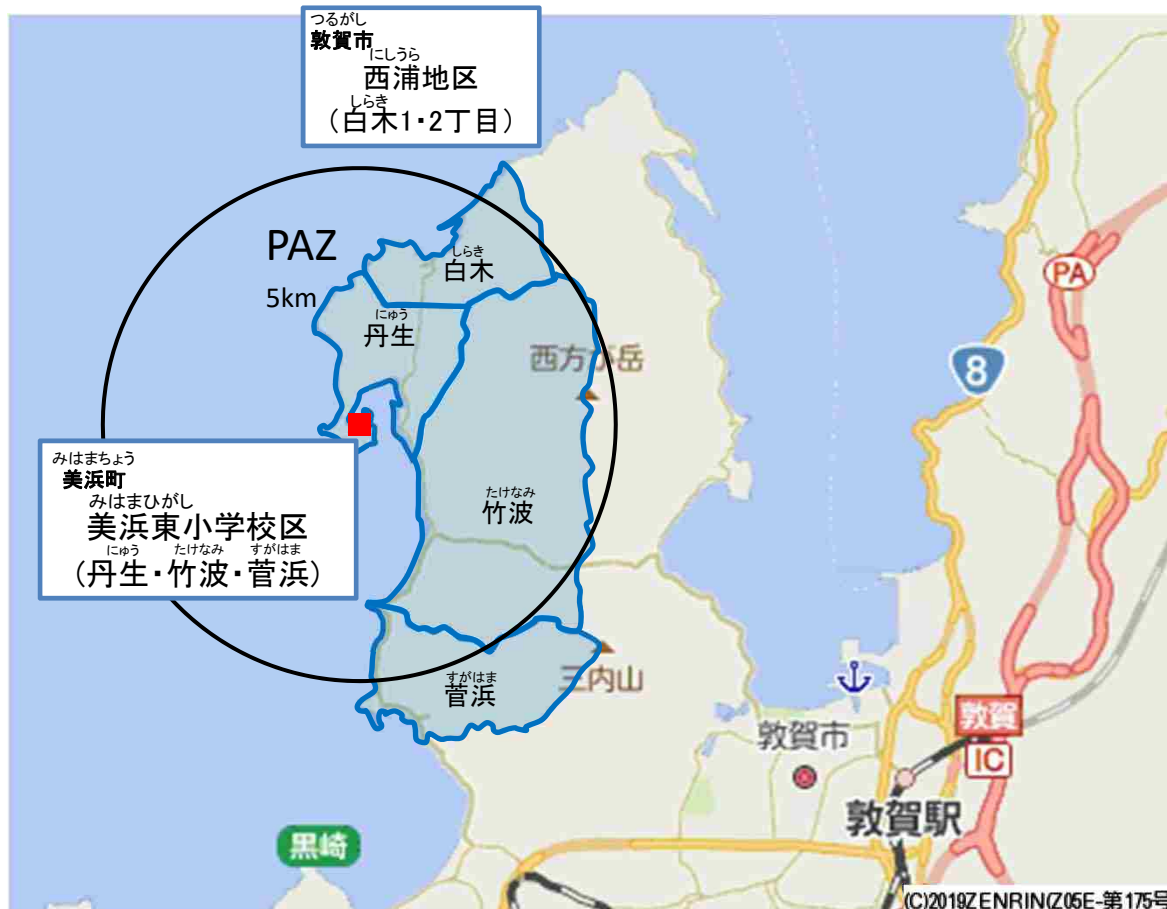 つるがし
敦賀市
にしうら
西浦地区
しらき
(白木1・2丁目)
PAZ
5km
しらき
白木
にゅう
丹生
西方が岳
PA
8
みはまちょう
美浜町
みはまひがし
美浜東小学校区
にゅう たけなみ すがはま
(丹生・竹波・菅浜)
たけなみ
竹波
すがはま
菅浜
三内山
敦賀市
敦賀
IC
敦賀駅
黒崎
(C)2019ZENRIN(Z05E-第175号